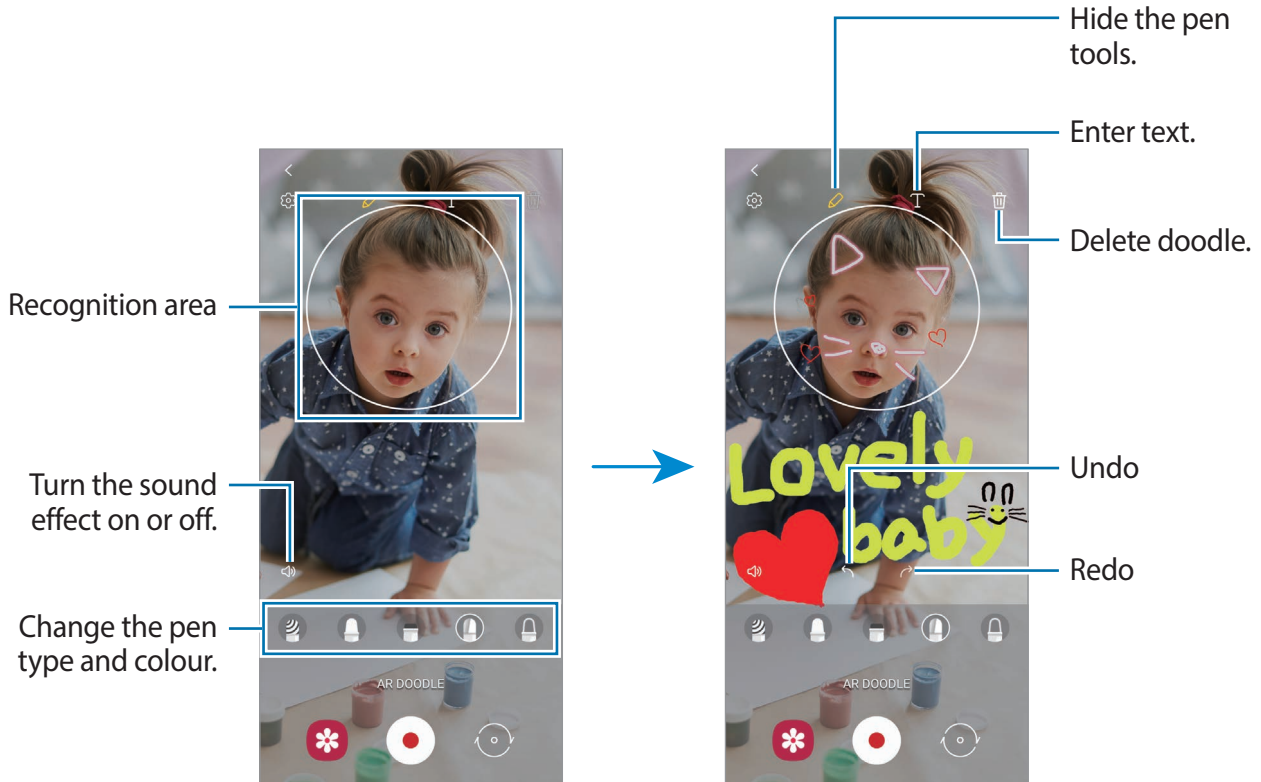 Hide the pen
tools.
Enter text.
Delete doodle.
Recognition area
Turn the sound
effect on or off.
Change the pen
type and colour.
Undo
Redo
T
T
Lovely
baby
AR DOODLE
AR DOODLE